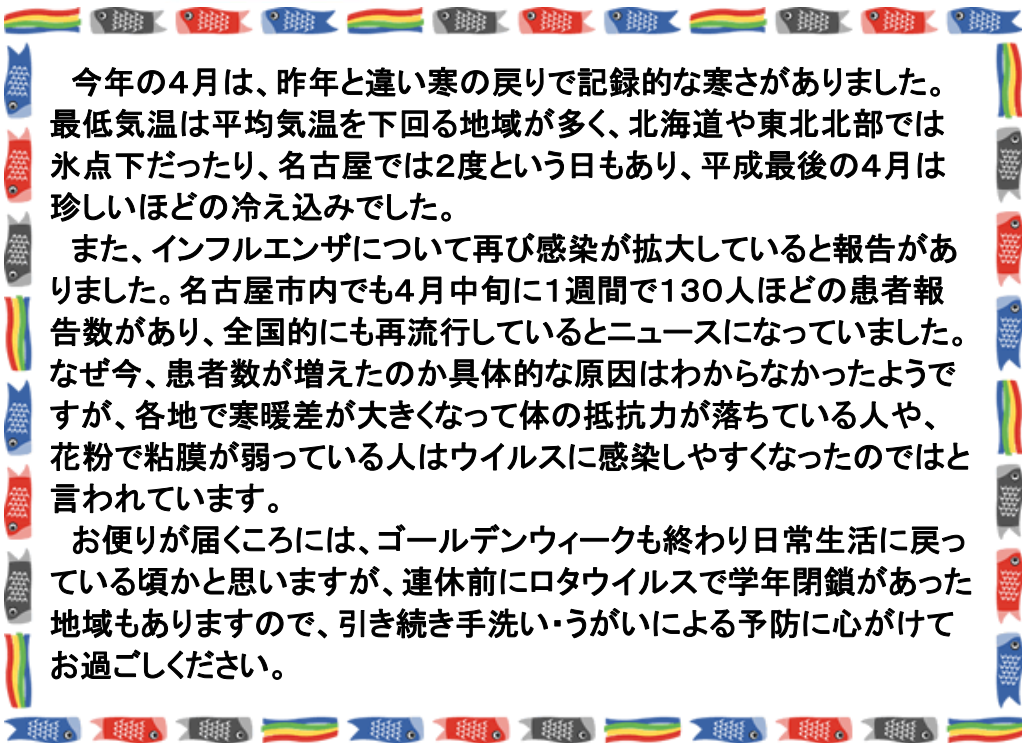 今年の４月は、昨年と違い寒の戻りで記録的な寒さがありました。
最低気温は平均気温を下回る地域が多く、北海道や東北北部では
氷点下だったり、名古屋では２度という日もあり、平成最後の４月は
珍しいほどの冷え込みでした。
また、インフルエンザについて再び感染が拡大していると報告があ
りました。名古屋市内でも４月中旬に１週間で１３０人ほどの患者報
告数があり、全国的にも再流行しているとニュースになっていました。
なぜ今、患者数が増えたのか具体的な原因はわからなかったようで
すが、各地で寒暖差が大きくなって体の抵抗力が落ちている人や、
花粉で粘膜が弱っている人はウイルスに感染しやすくなったのではと
言われています。
お便りが届くころには、ゴールデンウィークも終わり日常生活に戻っ
ている頃かと思いますが、連休前にロタウイルスで学年閉鎖があった
地域もありますので、引き続き手洗い・うがいによる予防に心がけて
お過ごしください。